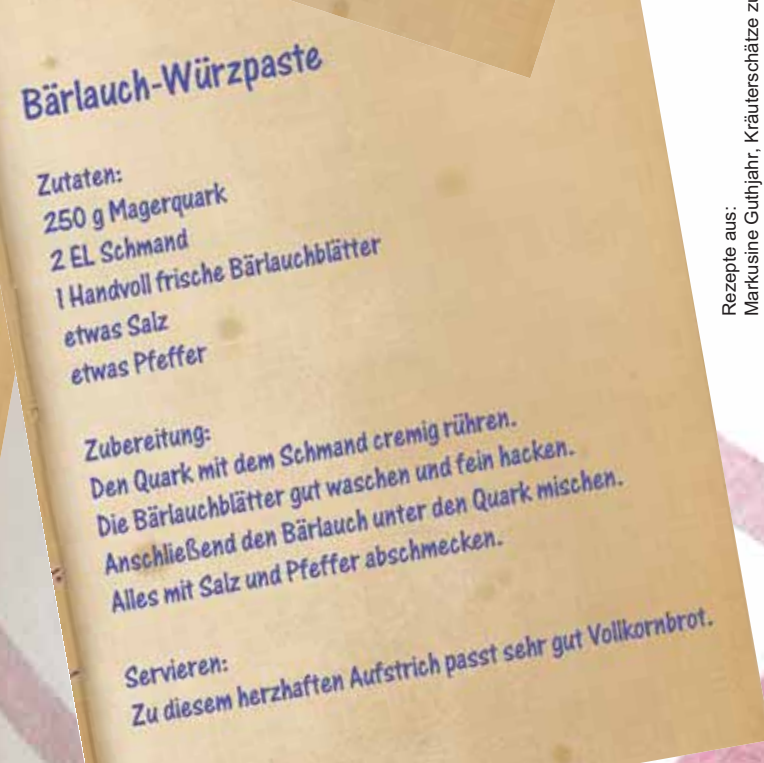 Bärlauch-Würzpaste
Zutaten:
250 g Magerquark
2 EL Schmand
1 Handvoll frische Bärlauchblätter
etwas Salz
etwas Pfeffer
Zubereitung:
Den Quark mit dem Schmand cremig rühren.
Die Bärlauchblätter gut waschen und fein hacken.
Anschließend den Bärlauch unter den Quark mischen.
Alles mit Salz und Pfeffer abschmecken.
Servieren:
Zu diesem herzhaften Aufstrich passt sehr gut Vollkornbrot.
Rezepte aus:
Markusine Guthjahr, Kräuterschätze